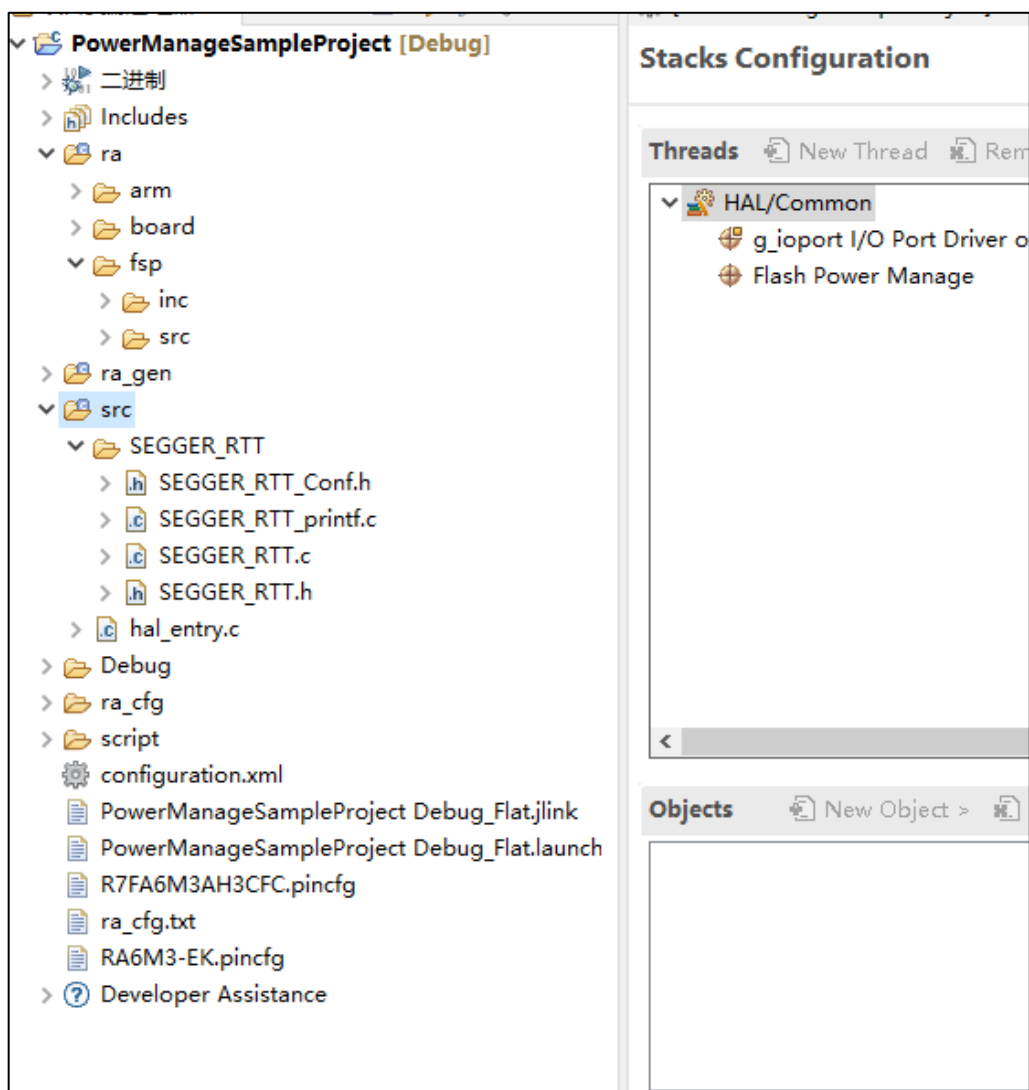 PowerManageSampleProject [Debug]
二进制
Includes
ra
arm
board
fsp
inc
src
ra_gen
src
SEGGER_RTT
SEGGER_RTT_Conf.h
SEGGER_RTT_printf.c
SEGGER_RTT.c
SEGGER_RTT.h
hal_entry.c
Debug
ra_cfg
script
configuration.xml
PowerManageSampleProject Debug_Flat.jlink
PowerManageSampleProject Debug_Flat.launch
R7FA6M3AH3CFC.pincfg
ra_cfg.txt
RA6M3-EK.pincfg
Developer Assistance
Stacks Configuration
Threads New Thread Rem
HAL/Common
g_ioport I/O Port Driver o
Flash Power Manage
Objects New Object >